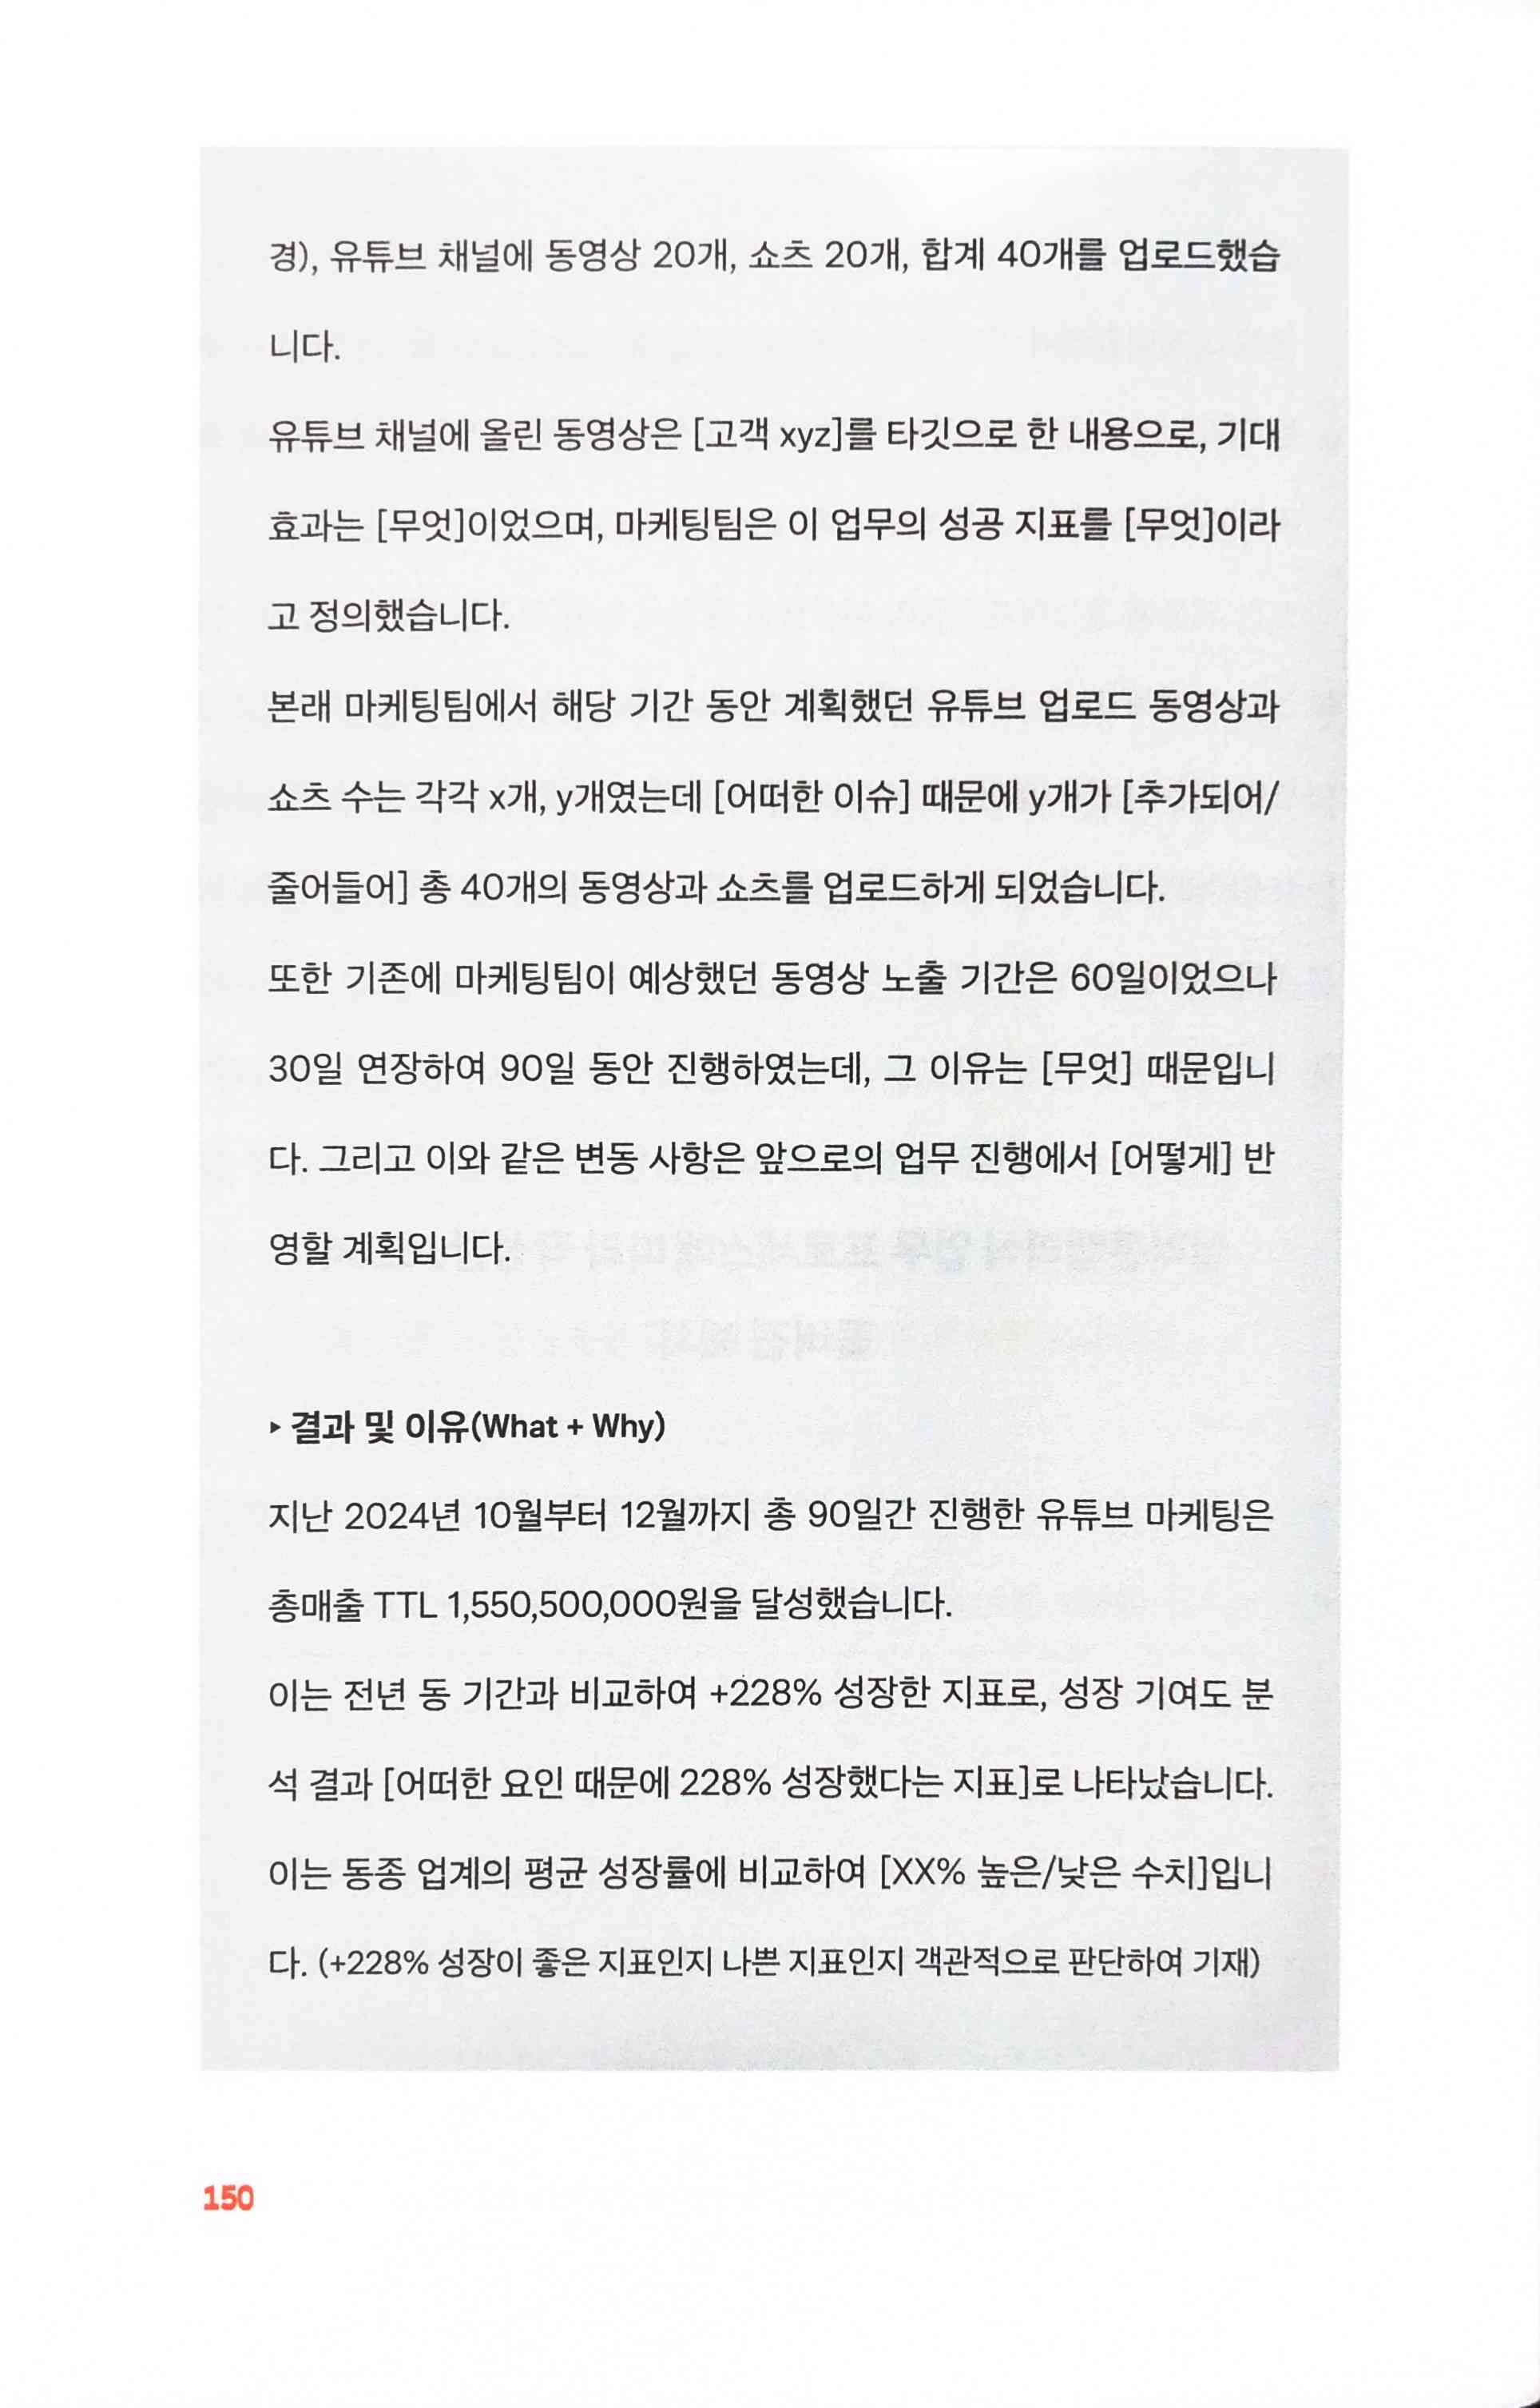 경), 유튜브 채널에 동영상 20개, 쇼츠 20개, 합계 40개를 업로드했습
니다.
유튜브 채널에 올린 동영상은 [고객 xyz]를 타깃으로 한 내용으로, 기대
효과는 [무엇]이었으며, 마케팅팀은 이 업무의 성공 지표를 [무엇]이라
고 정의했습니다.
본래 마케팅팀에서 해당 기간 동안 계획했던 유튜브 업로드 동영상과
쇼츠 수는 각각 x개, y개였는데 [어떠한 이슈] 때문에 y개가 [추가되어/
줄어들어] 총 40개의 동영상과 쇼츠를 업로드하게 되었습니다.
또한 기존에 마케팅팀이 예상했던 동영상 노출 기간은 60일이었으나
30일 연장하여 90일 동안 진행하였는데, 그 이유는 [무엇] 때문입니
다. 그리고 이와 같은 변동 사항은 앞으로의 업무 진행에서 [어떻게] 반
영할 계획입니다.
▸ 결과 및 이유(What + Why)
지난 2024년 10월부터 12월까지 총 90일간 진행한 유튜브 마케팅은
총매출 TTL 1,550,500,000원을 달성했습니다.
이는 전년 동 기간과 비교하여 +228% 성장한 지표로, 성장 기여도 분
석 결과 [어떠한 요인 때문에 228% 성장했다는 지표]로 나타났습니다.
이는 동종 업계의 평균 성장률에 비교하여 [XX% 높은/낮은 수치]입니
다. (+228% 성장이 좋은 지표인지 나쁜 지표인지 객관적으로 판단하여 기재)
150